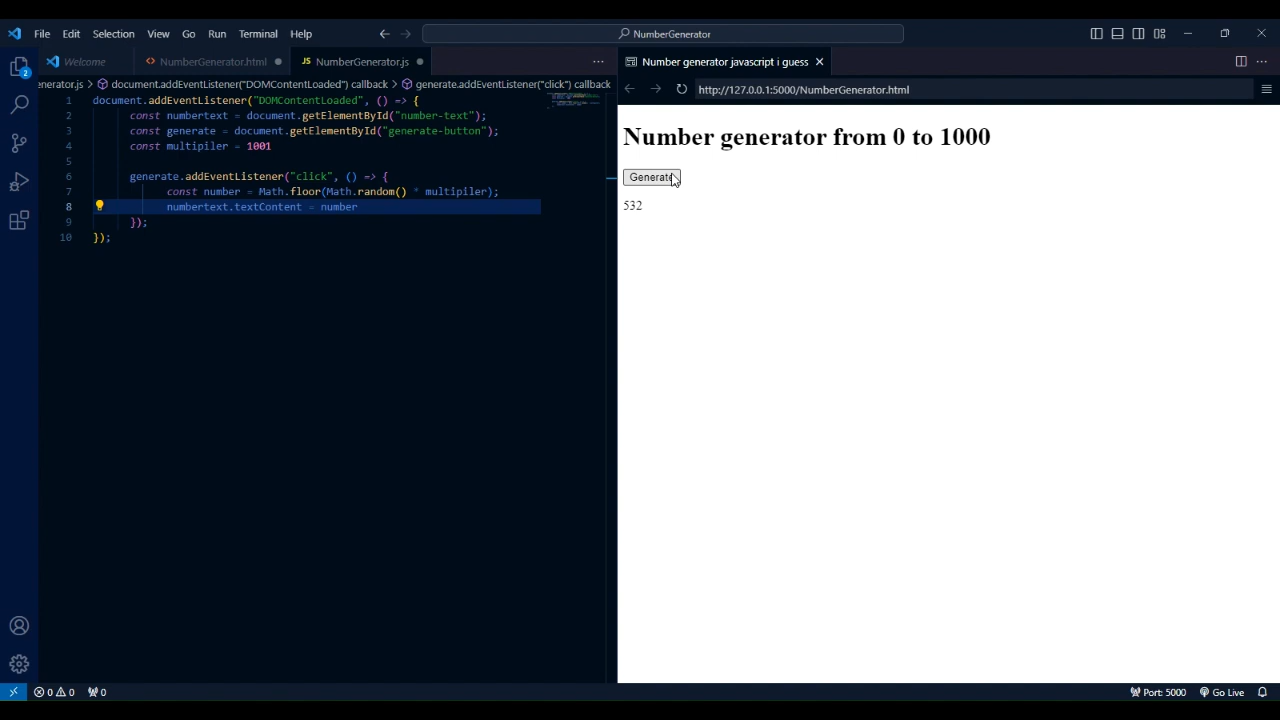 File Edit Selection View Go Run Terminal Help
NumberGenerator
Welcome
NumberGenerator.html
JS NumberGenerator.js
Number generator javascript i guess
enerator.js > document.addEventListener("DOMContentLoaded") callback > generate.addEventListener("click") callback
http://127.0.0.1:5000/NumberGenerator.html
2
1 document.addEventListener("DOMContentLoaded", () => {
2 const numbertext = document.getElementById("number-text");
3 const generate = document.getElementById("generate-button");
4 const multipiler = 1001
5
6 generate.addEventListener("click", () => {
7 const number = Math.floor(Math.random() * multipiler);
8 numbertext.textContent = number
9 });
10 });
Number generator from 0 to 1000
Generate
532
0 0 0
Port: 5000 Go Live